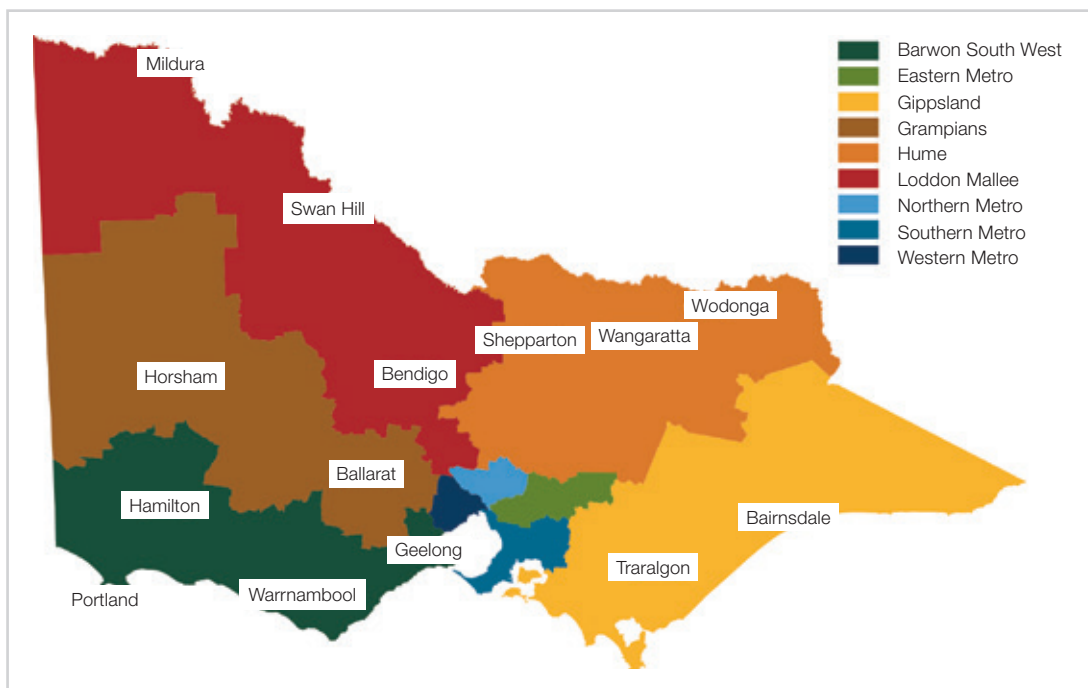 Mildura
Swan Hill
Wodonga
Wangaratta
Shepparton
Bendigo
Horsham
Ballarat
Hamilton
Bairnsdale
Geelong
Traralgon
Portland
Warrnambool
Barwon South West
Eastern Metro
Gippsland
Grampians
Hume
Loddon Mallee
Northern Metro
Southern Metro
Western Metro